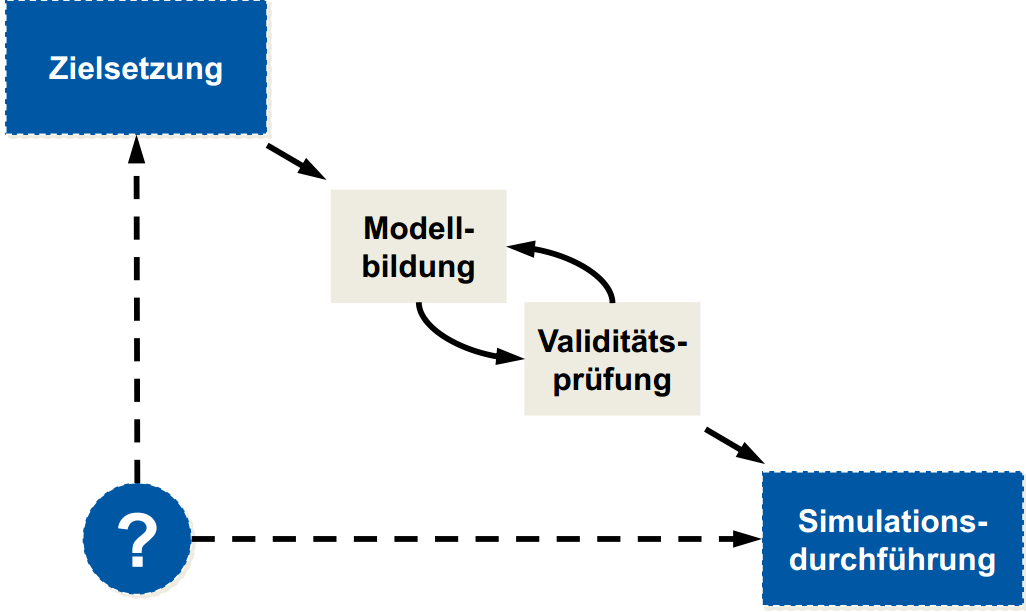 Zielsetzung
Modell-
bildung
Validitäts-
prüfung
?
Simulations-
durchführung